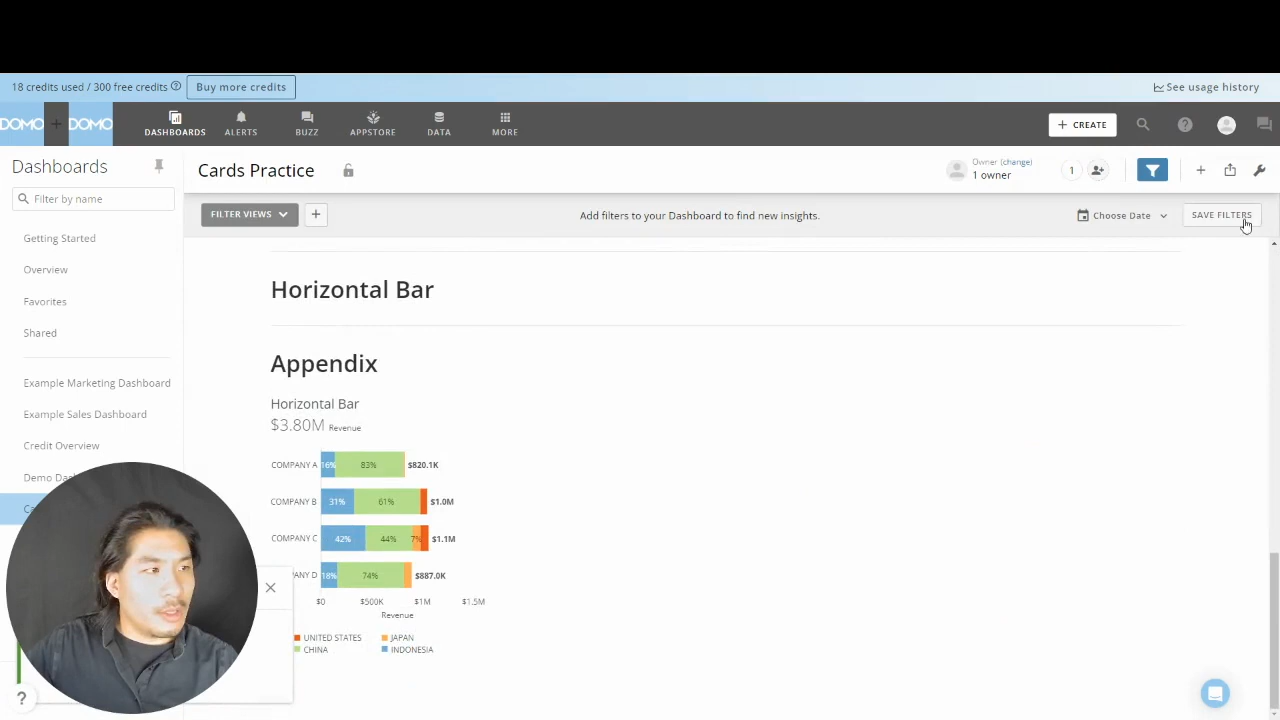 18 credits used / 300 free credits
Buy more credits
See usage history
DOMO + DOMO
DASHBOARDS
ALERTS
BUZZ
APPSTORE
DATA
MORE
+ CREATE
Dashboards
Filter by name
Getting Started
Overview
Favorites
Shared
Example Marketing Dashboard
Example Sales Dashboard
Credit Overview
Demo
Cards Practice
Owner (change)
1 owner
1
FILTER VIEWS
Add filters to your Dashboard to find new insights.
Choose Date
SAVE FILTERS
Horizontal Bar
Appendix
Horizontal Bar
$3.80M Revenue
COMPANY A 16% 83% $820.1K
COMPANY B 31% 61% $1.0M
COMPANY C 42% 44% 7% $1.1M
D 18% 74% $887.0K
$0 $500K $1M $1.5M
Revenue
UNITED STATES JAPAN
CHINA INDONESIA
?